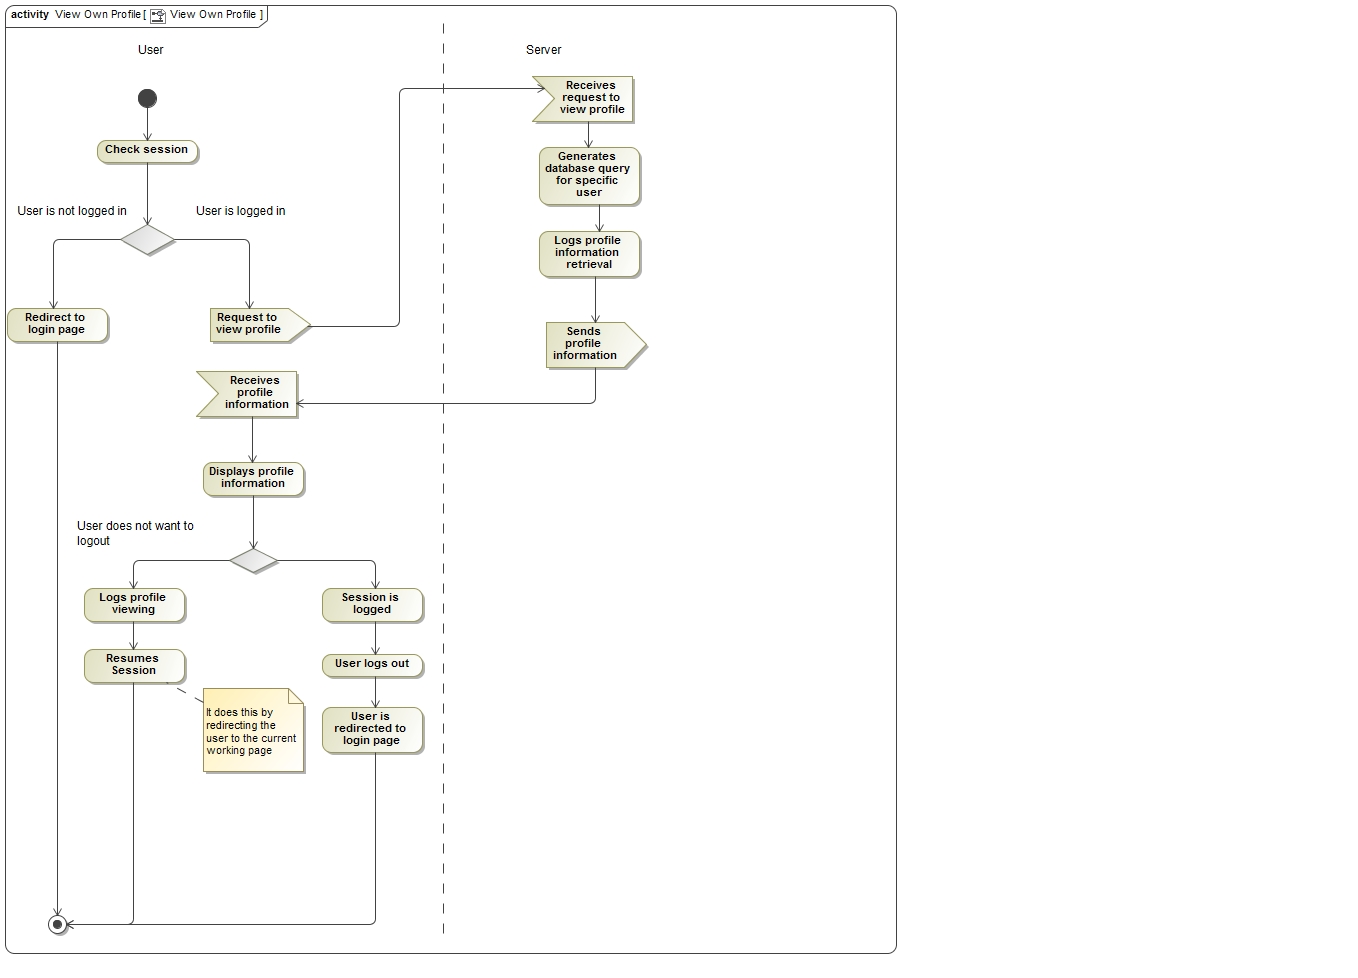 activity View Own Profile [ View Own Profile ]
User
Server
Receives
request to
view profile
Check session
Generates
database query
for specific
user
User is not logged in
User is logged in
Logs profile
information
retrieval
Redirect to
login page
Request to
view profile
Sends
profile
information
Receives
profile
information
Displays profile
information
User does not want to
logout
Logs profile
viewing
Session is
logged
Resumes
Session
User logs out
It does this by
redirecting the
user to the current
working page
User is
redirected to
login page